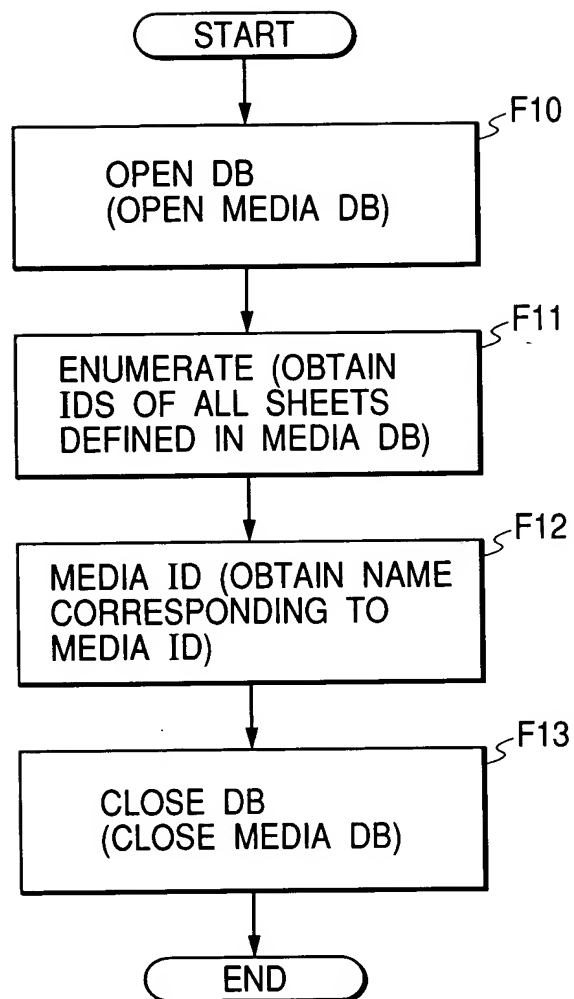 START
F10
OPEN DB
(OPEN MEDIA DB)
F11
ENUMERATE (OBTAIN
IDS OF ALL SHEETS
DEFINED IN MEDIA DB)
F12
MEDIA ID (OBTAIN NAME
CORRESPONDING TO
MEDIA ID)
F13
CLOSE DB
(CLOSE MEDIA DB)
END